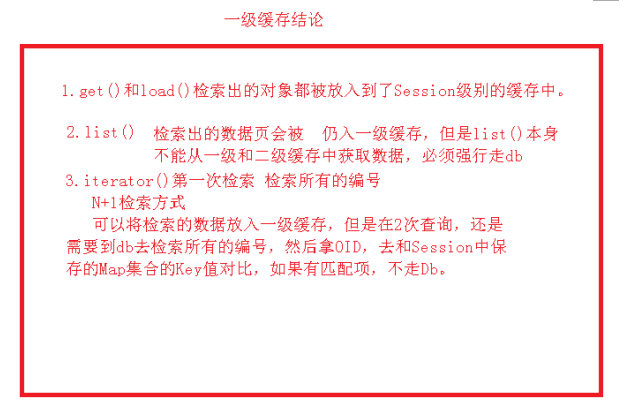 一级缓存结论
1.get()和load()检索出的对象都被放入到了Session级别的缓存中。
2.list() 检索出的数据页会被 仍入一级缓存，但是list()本身
不能从一级和二级缓存中获取数据，必须强行走db
3.iterator()第一次检索 检索所有的编号
N+1检索方式
可以将检索的数据放入一级缓存，但是在2次查询，还是
需要到db去检索所有的编号，然后拿OID，去和Session中保
存的Map集合的Key值对比，如果有匹配项，不走Db。